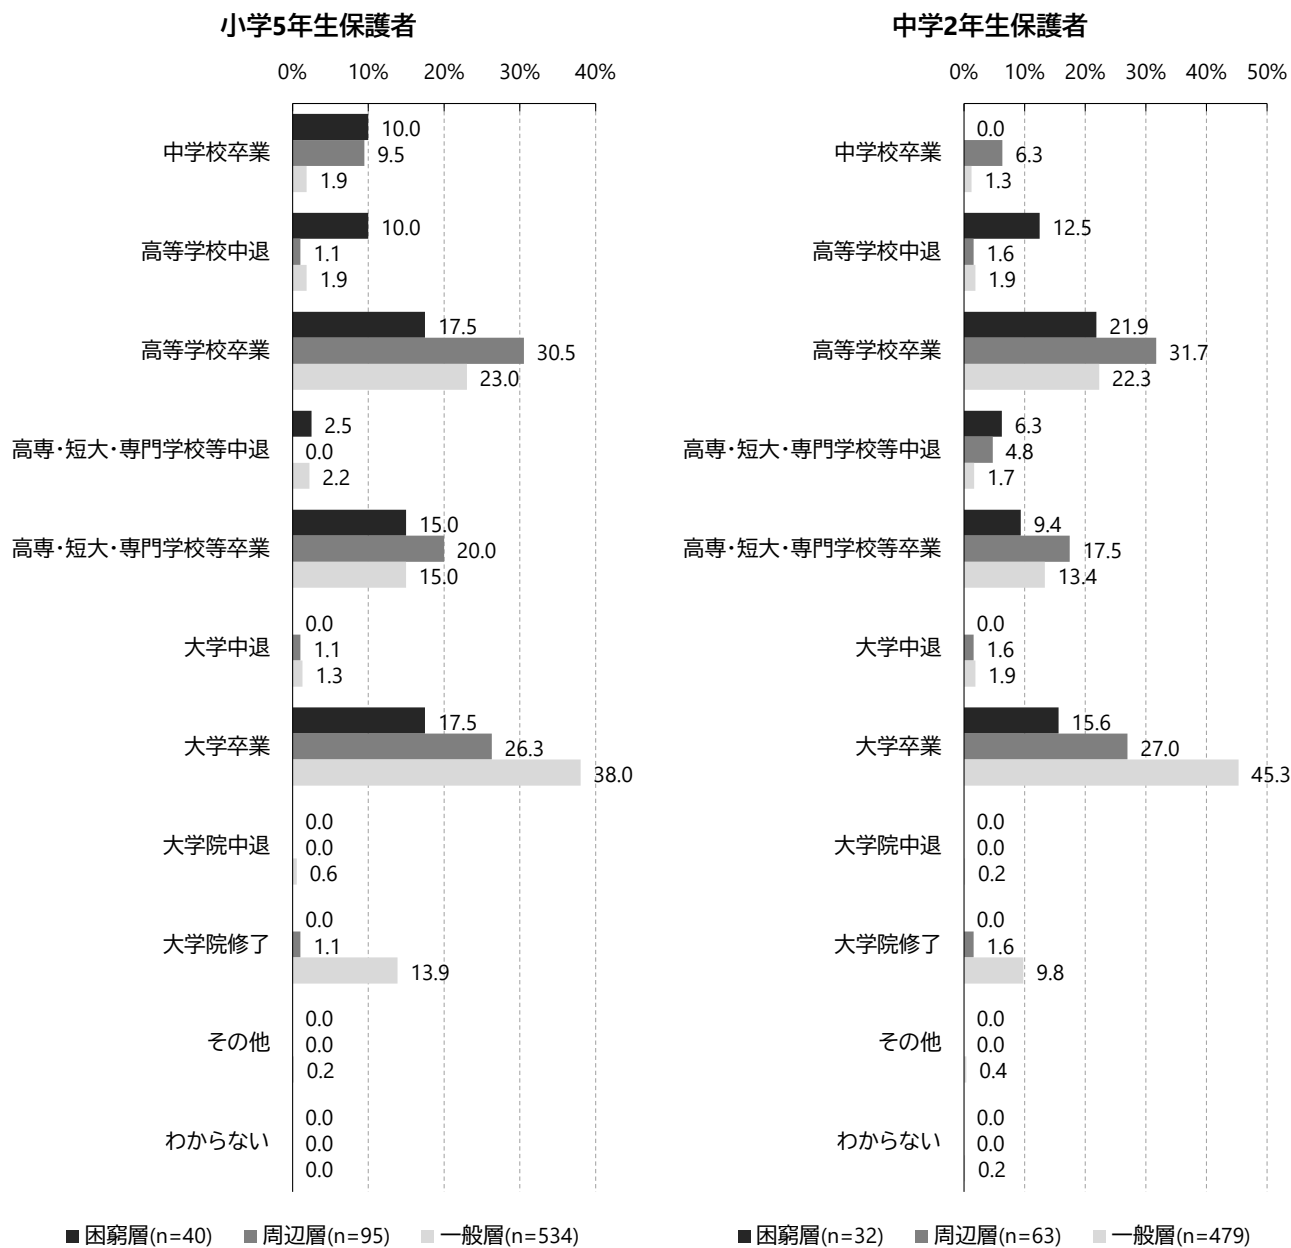 小学5年生保護者
0% 10% 20% 30% 40%
中学校卒業
10.0
9.5
1.9
高等学校中退
10.0
1.1
1.9
高等学校卒業
17.5
30.5
23.0
高専･短大･専門学校等中退
2.5
0.0
2.2
高専･短大･専門学校等卒業
15.0
20.0
15.0
大学中退
0.0
1.1
1.3
大学卒業
17.5
26.3
38.0
大学院中退
0.0
0.0
0.6
大学院修了
0.0
1.1
13.9
その他
0.0
0.0
0.2
わからない
0.0
0.0
0.0
困窮層(n=40) 周辺層(n=95) 一般層(n=534)
中学2年生保護者
0% 10% 20% 30% 40% 50%
中学校卒業
0.0
6.3
1.3
高等学校中退
12.5
1.6
1.9
高等学校卒業
21.9
31.7
22.3
高専･短大･専門学校等中退
6.3
4.8
1.7
高専･短大･専門学校等卒業
9.4
17.5
13.4
大学中退
0.0
1.6
1.9
大学卒業
15.6
27.0
45.3
大学院中退
0.0
0.0
0.2
大学院修了
0.0
1.6
9.8
その他
0.0
0.0
0.4
わからない
0.0
0.0
0.2
困窮層(n=32) 周辺層(n=63) 一般層(n=479)